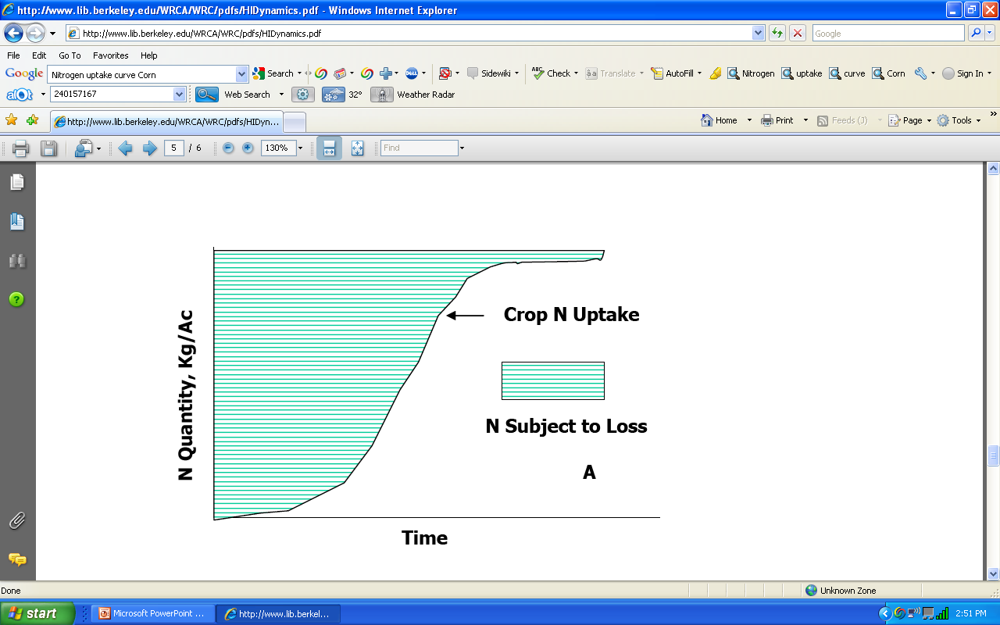 http://www.lib.berkeley.edu/WRCA/WRC/pdfs/HIDynamics.pdf - Windows Internet Explorer
http://www.lib.berkeley.edu/WRCA/WRC/pdfs/HIDynamics.pdf Google
File Edit Go To Favorites Help
Google Nitrogen uptake curve Corn Search Sidewiki ABC Check Translate AutoFill Nitrogen uptake curve Corn Sign In
alot 240157167 Web Search 32° Weather Radar
http://www.lib.berkeley.edu/WRCA/WRC/pdfs/HIDyn... Home Print Feeds (J) Page Tools
5 / 6 130% Find
N Quantity, Kg/Ac
Crop N Uptake
N Subject to Loss
A
Time
Done Unknown Zone
start Microsoft PowerPoint ... http://www.lib.berkel... 2:51 PM